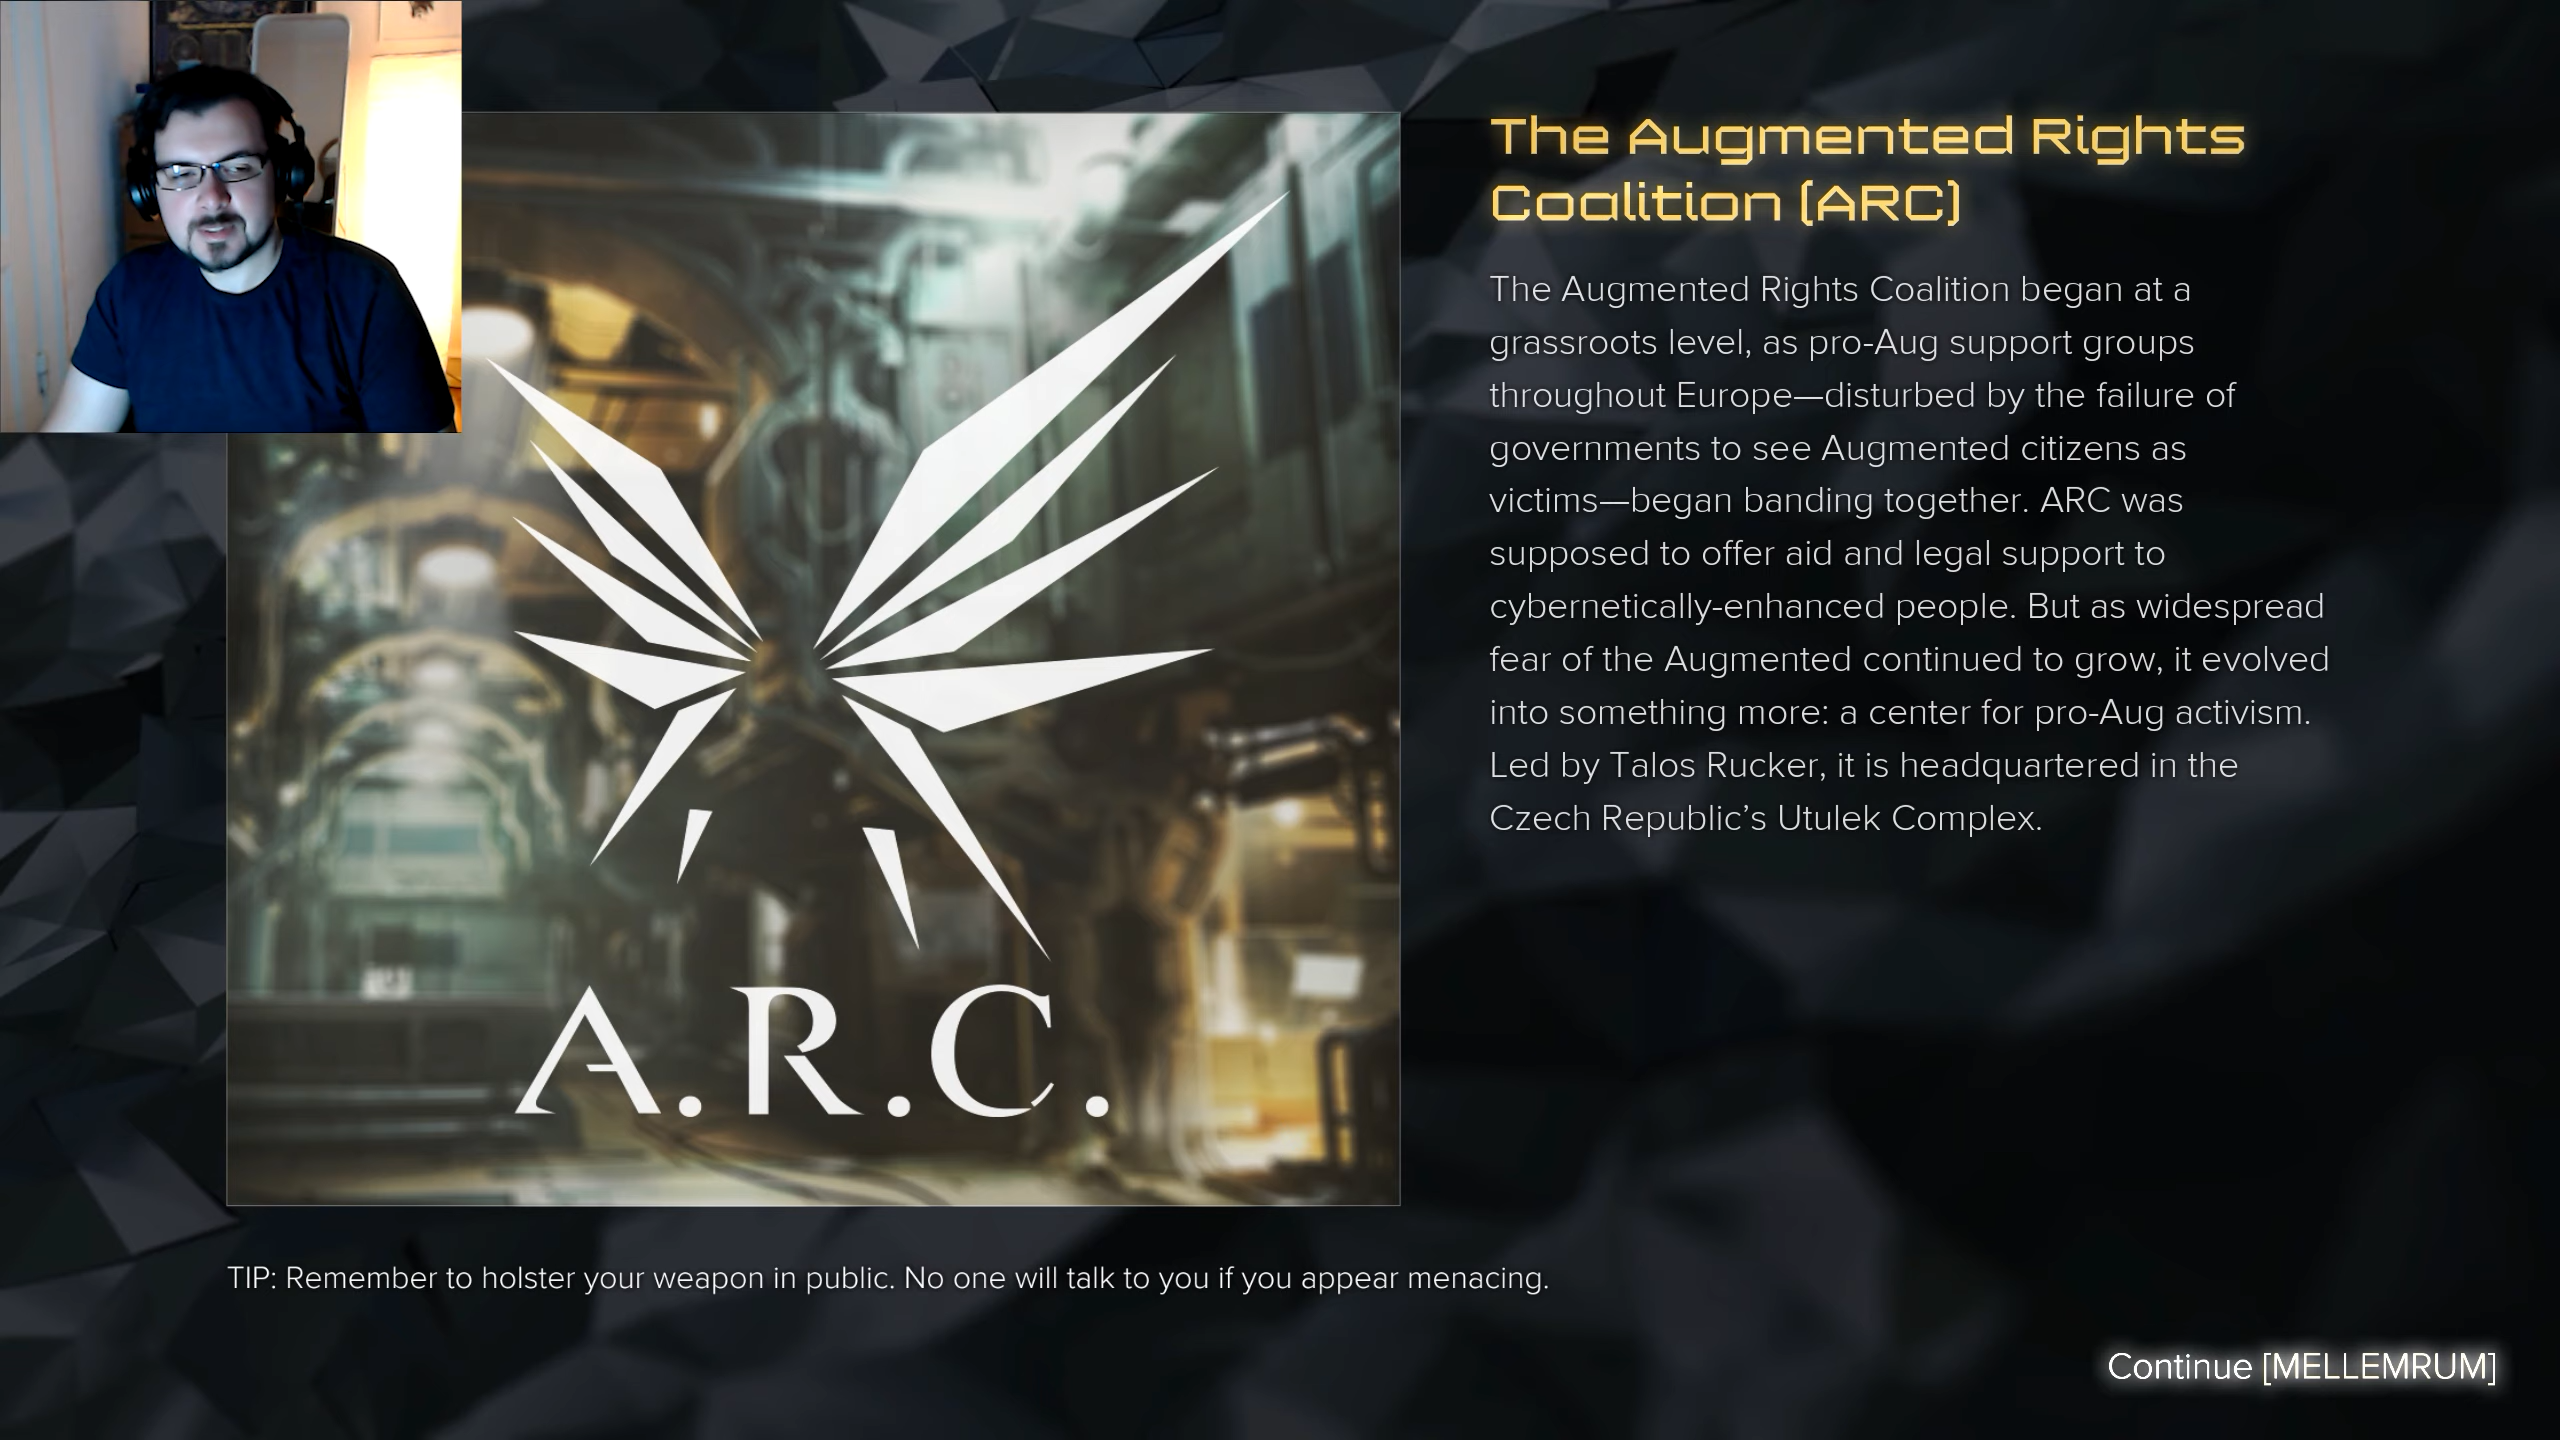 The Augmented Rights
Coalition (ARC)
The Augmented Rights Coalition began at a
grassroots level, as pro-Aug support groups
throughout Europe—disturbed by the failure of
governments to see Augmented citizens as
victims—began banding together. ARC was
supposed to offer aid and legal support to
cybernetically-enhanced people. But as widespread
fear of the Augmented continued to grow, it evolved
into something more: a center for pro-Aug activism.
Led by Talos Rucker, it is headquartered in the
Czech Republic’s Utulek Complex.
A.R.C.
TIP: Remember to holster your weapon in public. No one will talk to you if you appear menacing.
Continue [MELLEMRUM]